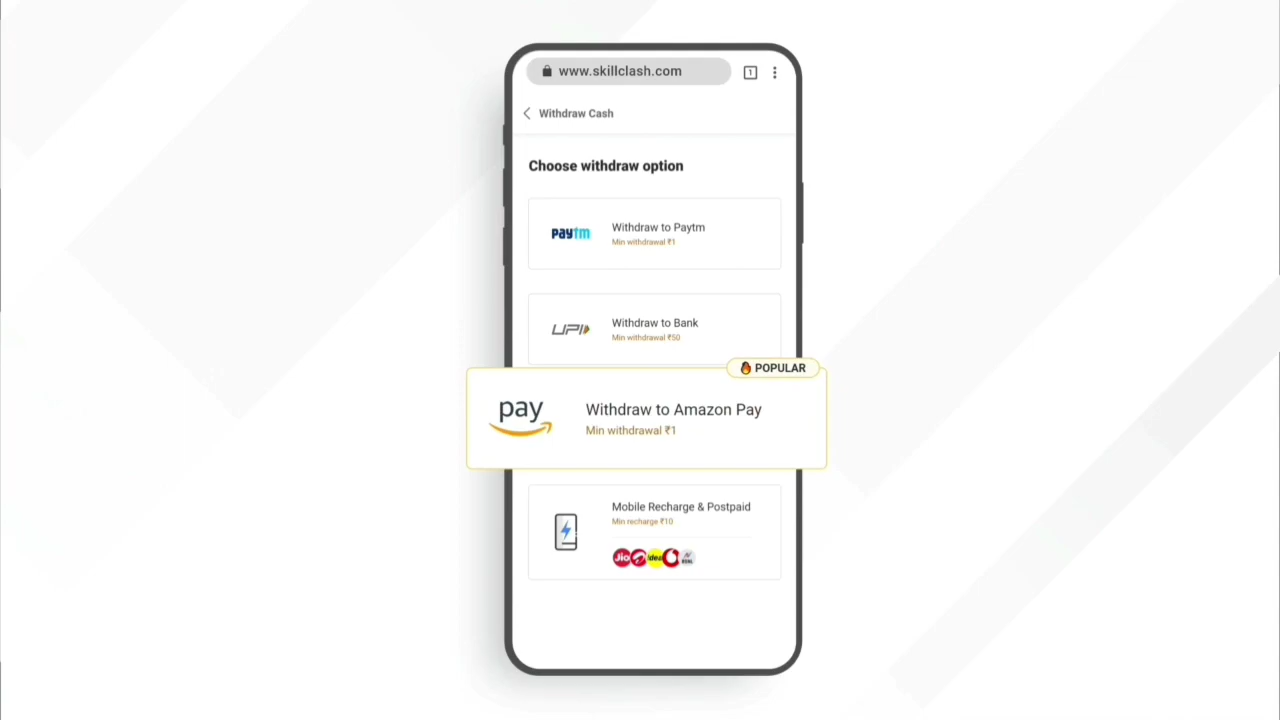 www.skillclash.com
1
Withdraw Cash
Choose withdraw option
paytm
Withdraw to Paytm
Min withdrawal ₹1
UPI
Withdraw to Bank
Min withdrawal ₹50
POPULAR
pay
Withdraw to Amazon Pay
Min withdrawal ₹1
Mobile Recharge & Postpaid
Min recharge ₹10
Jio
idea
BSNL